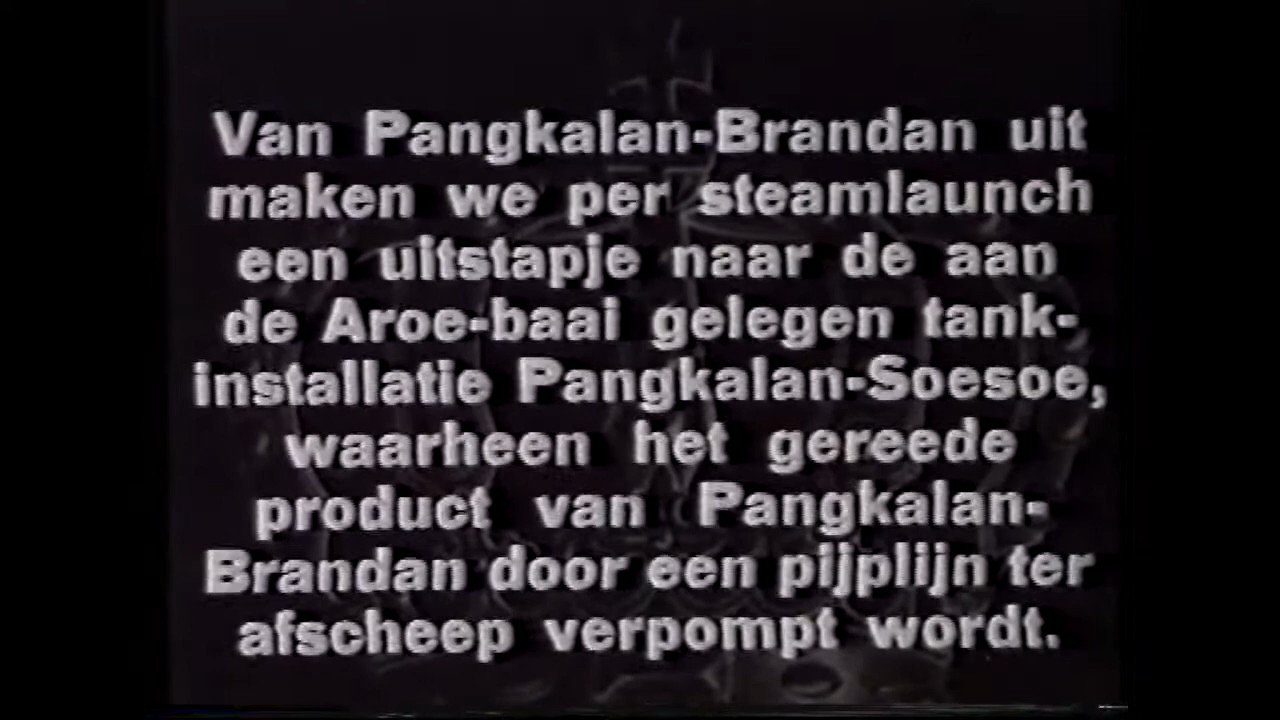 Van Pangkalan-Brandan uit
maken we per steamlaunch
een uitstapje naar de aan
de Aroe-baai gelegen tank-
installatie Pangkalan-Soesoe,
waarheen het gereede
product van Pangkalan-
Brandan door een pijplijn ter
afscheep verpompt wordt.